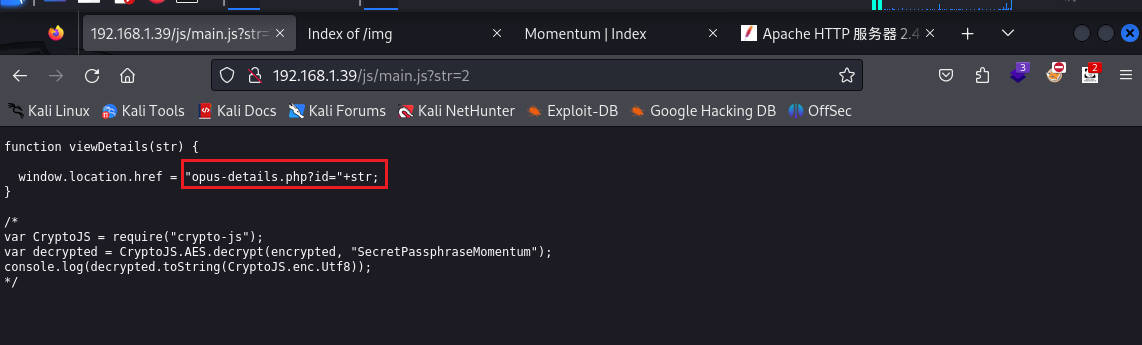 192.168.1.39/js/main.js?str=
Index of /img
Momentum | Index
Apache HTTP 服务器 2.4
192.168.1.39/js/main.js?str=2
3
2
Kali Linux
Kali Tools
Kali Docs
Kali Forums
Kali NetHunter
Exploit-DB
Google Hacking DB
OffSec
function viewDetails(str) {
window.location.href = "opus-details.php?id="+str;
}
/*
var CryptoJS = require("crypto-js");
var decrypted = CryptoJS.AES.decrypt(encrypted, "SecretPassphraseMomentum");
console.log(decrypted.toString(CryptoJS.enc.Utf8));
*/